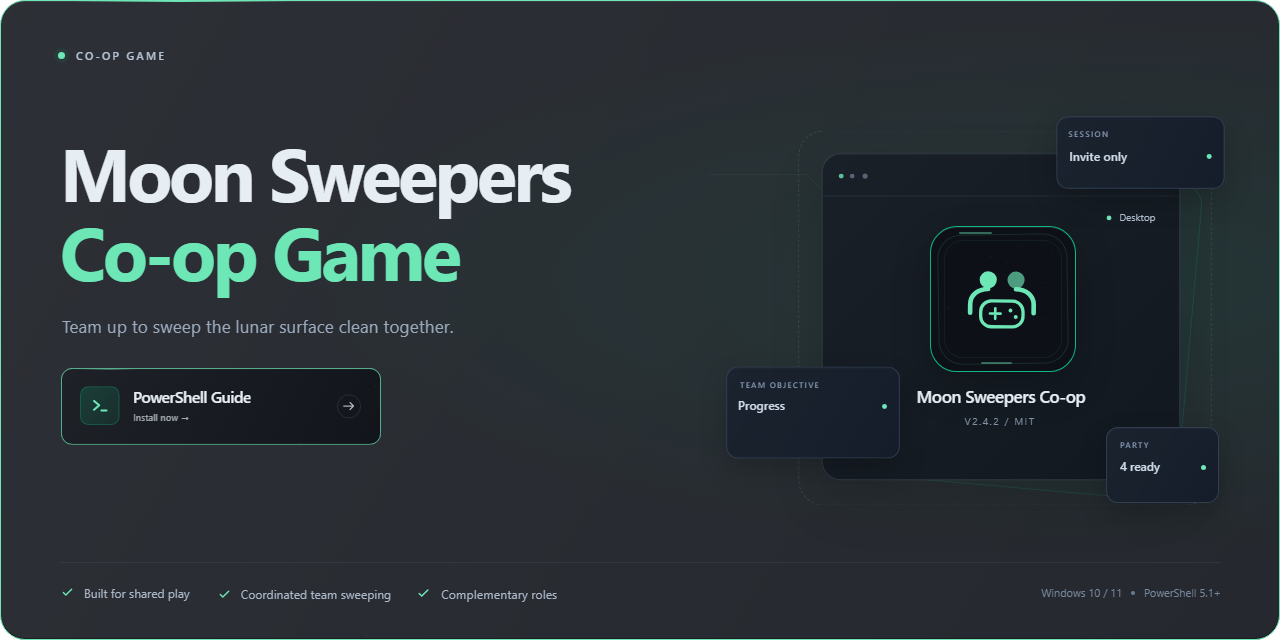 CO-OP GAME
Moon Sweepers
Co-op Game
Team up to sweep the lunar surface clean together.
PowerShell Guide
Install now →
SESSION
Invite only
Desktop
TEAM OBJECTIVE
Progress
Moon Sweepers Co-op
V2.4.2 / MIT
PARTY
4 ready
Built for shared play
Coordinated team sweeping
Complementary roles
Windows 10 / 11 • PowerShell 5.1+